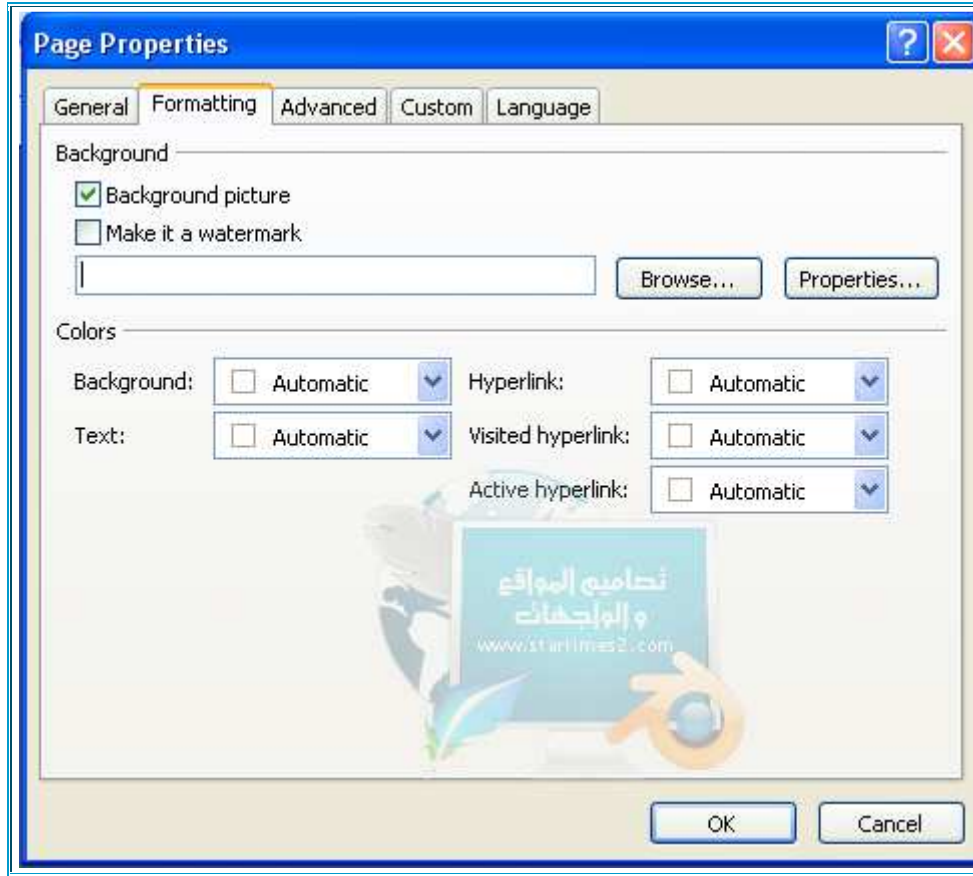 Page Properties
General Formatting Advanced Custom Language
Background
Background picture
Make it a watermark
Browse... Properties...
Colors
Background: Automatic Hyperlink: Automatic
Text: Automatic Visited hyperlink: Automatic
Active hyperlink: Automatic
تصاميم المواقع
و الواجهات
www.startimes2.com
OK Cancel